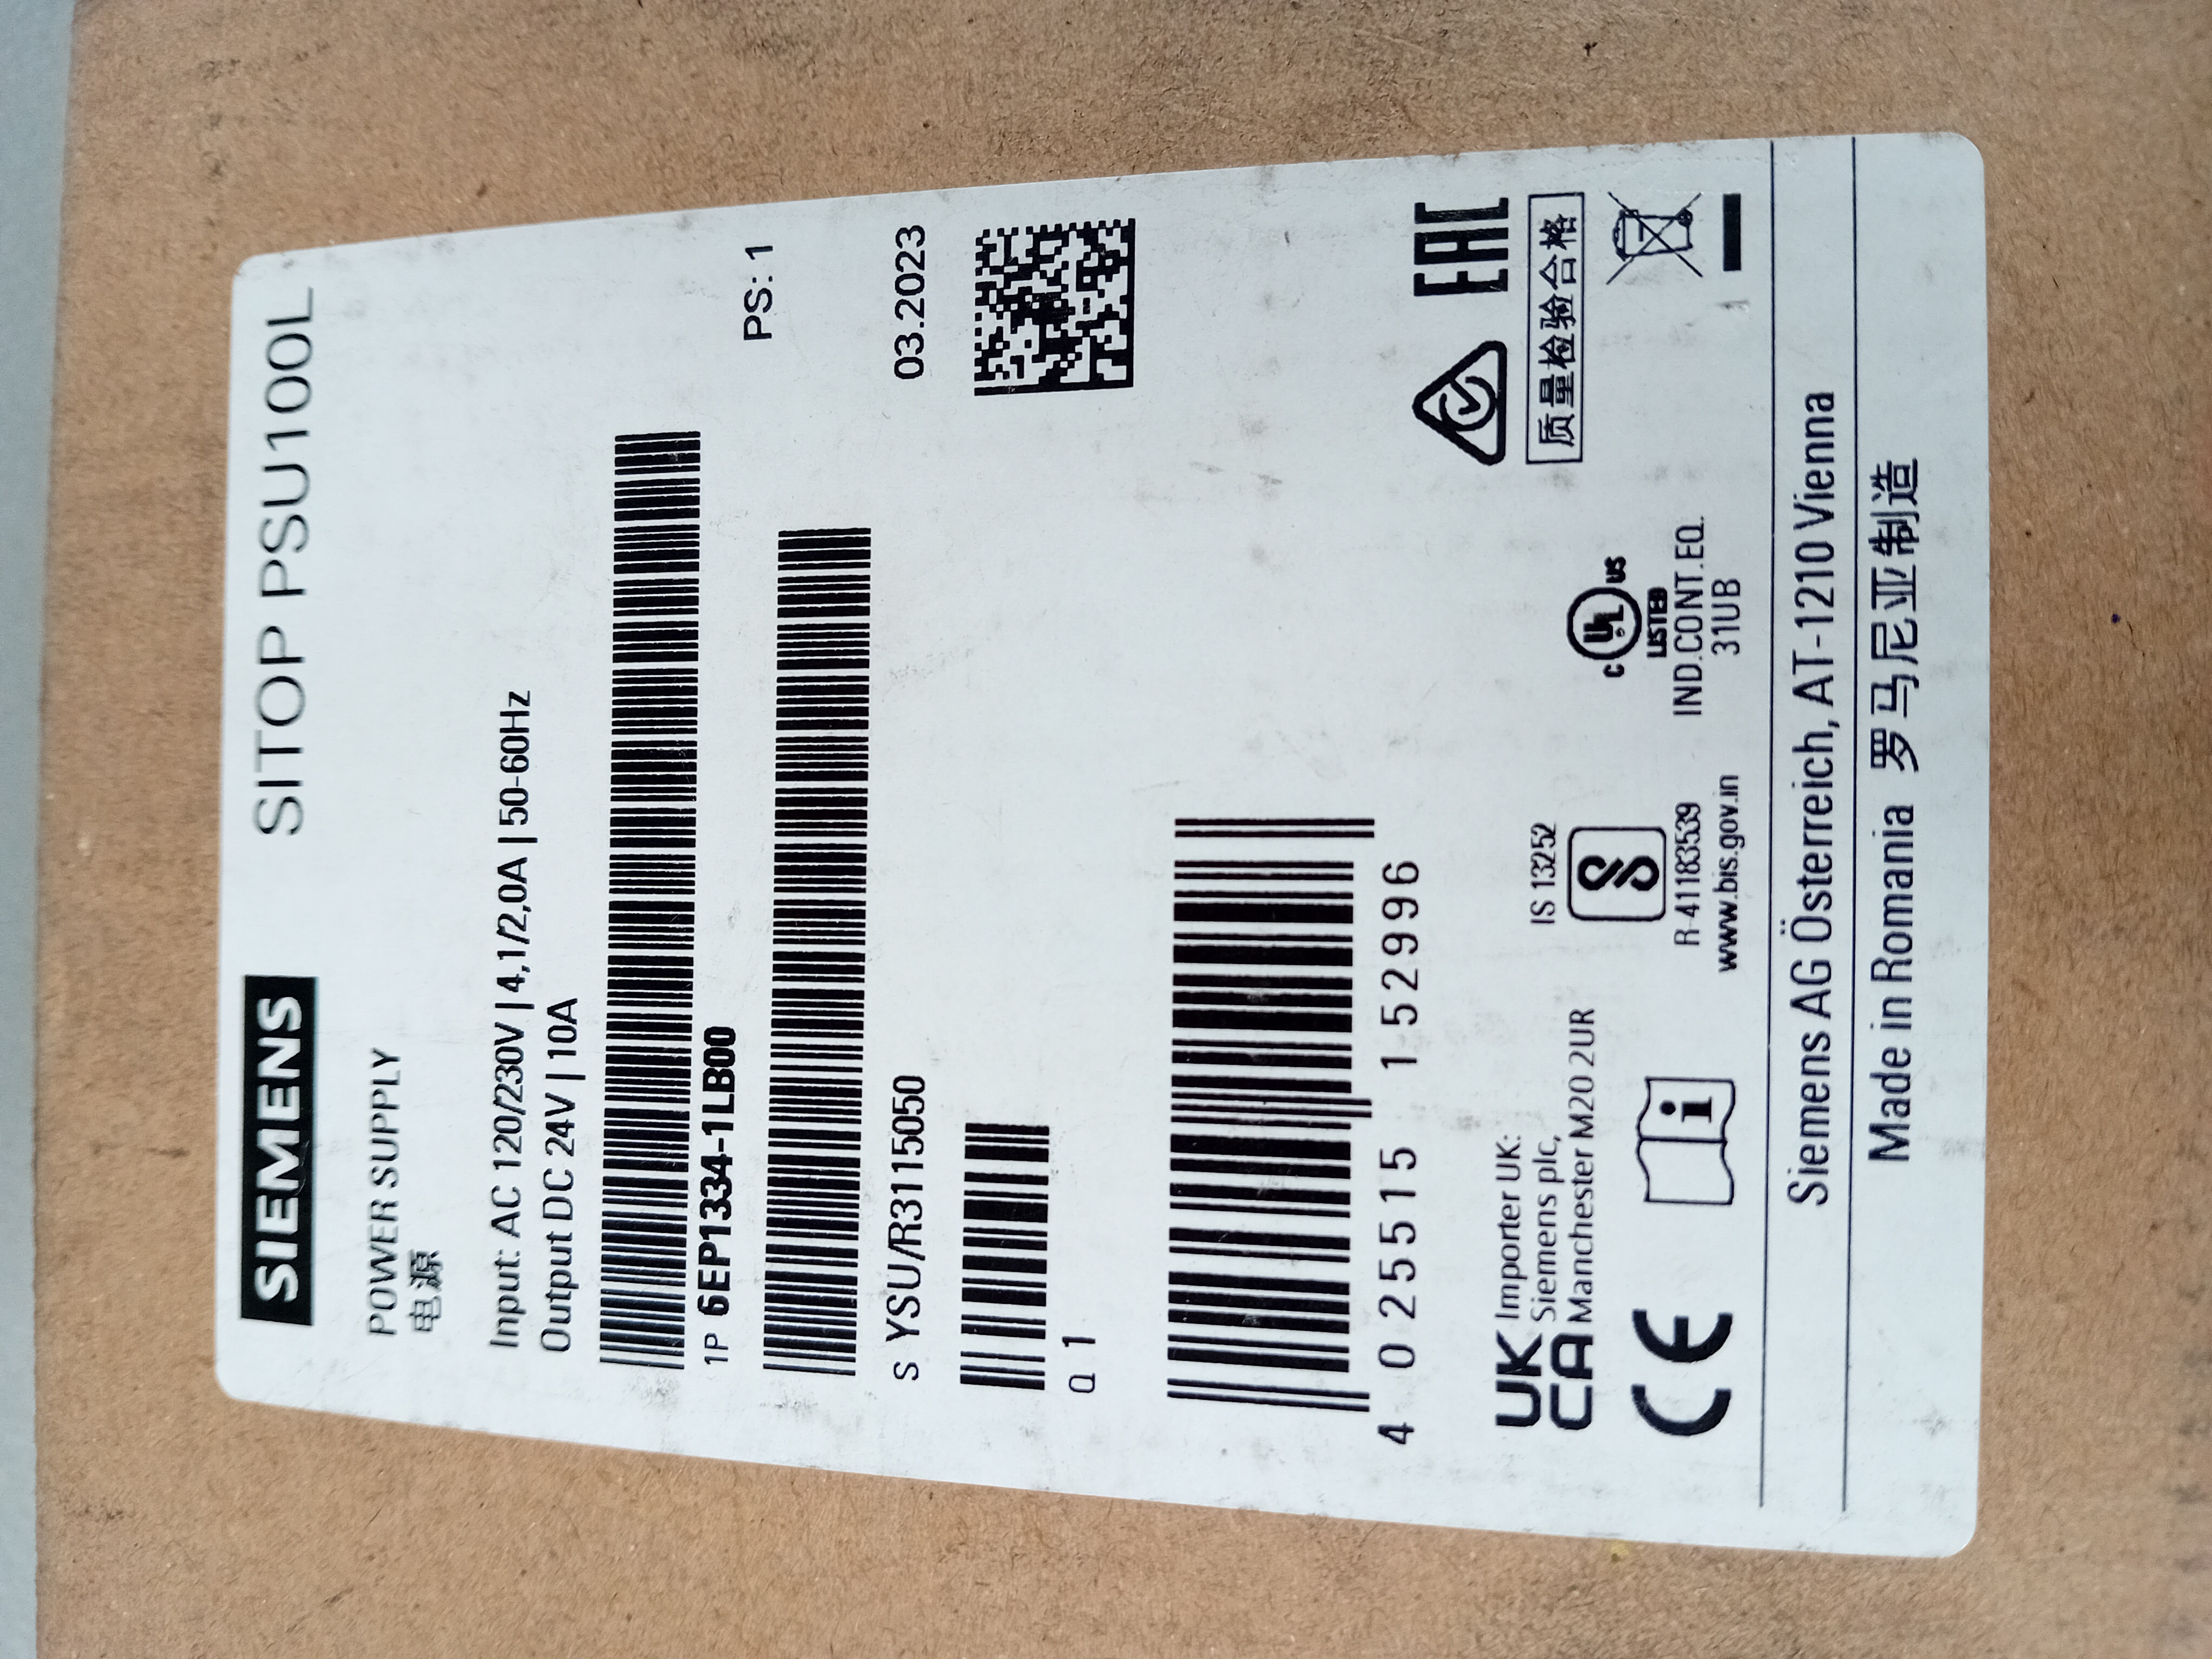 SIEMENS SITOP PSU100L
POWER SUPPLY
电源
Input: AC 120/230V | 4,1/2,0A | 50-60Hz
Output DC 24V | 10A
1P 6EP1334-1LB00
PS: 1
S YSU/R3115050
03.2023
Q 1
4 025515 152996
UK
CA
Importer UK:
Siemens plc,
Manchester M20 2UR
CE
i
IS 13252
R-41183539
www.bis.gov.in
C UL US
LISTED
IND.CONT.EQ.
31UB
EAC
质量检验合格
Siemens AG Österreich, AT-1210 Vienna
Made in Romania 罗马尼亚制造